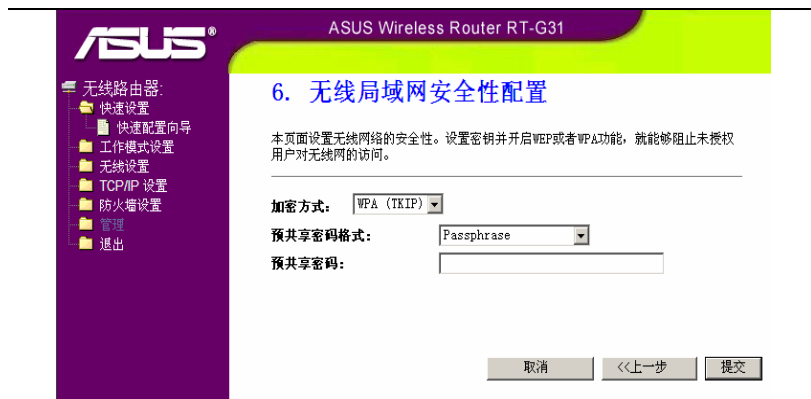 ASUS®
ASUS Wireless Router RT-G31
无线路由器:
快速设置
快速配置向导
工作模式设置
无线设置
TCP/IP 设置
防火墙设置
管理
退出
6. 无线局域网安全性配置
本页面设置无线网络的安全性。设置密钥并开启WEP或者WPA功能，就能够阻止未授权
用户对无线网的访问。
加密方式: WPA (TKIP)
预共享密码格式: Passphrase
预共享密码:
取消 <<上一步 提交